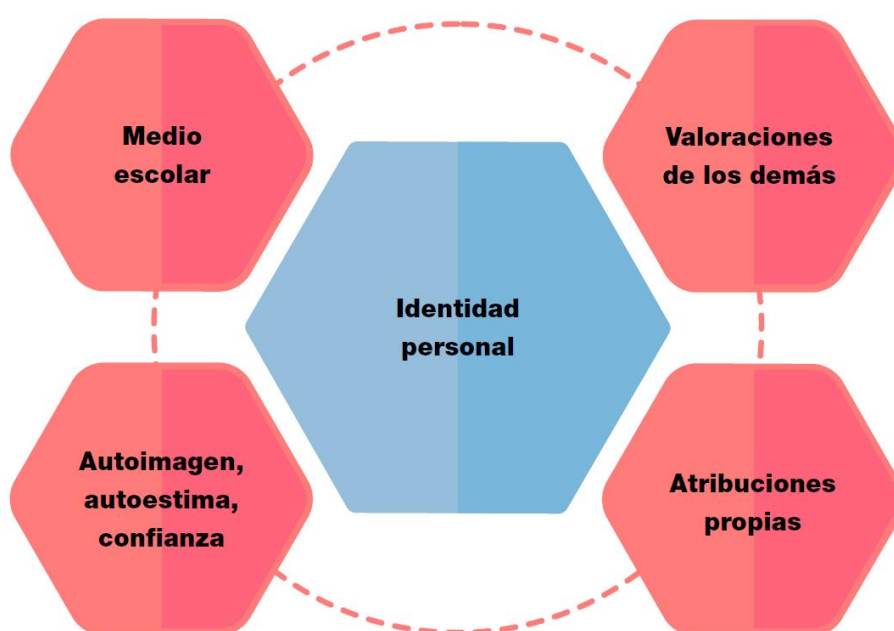 Medio
escolar
Valoraciones
de los demás
Identidad
personal
Autoimagen,
autoestima,
confianza
Atribuciones
propias